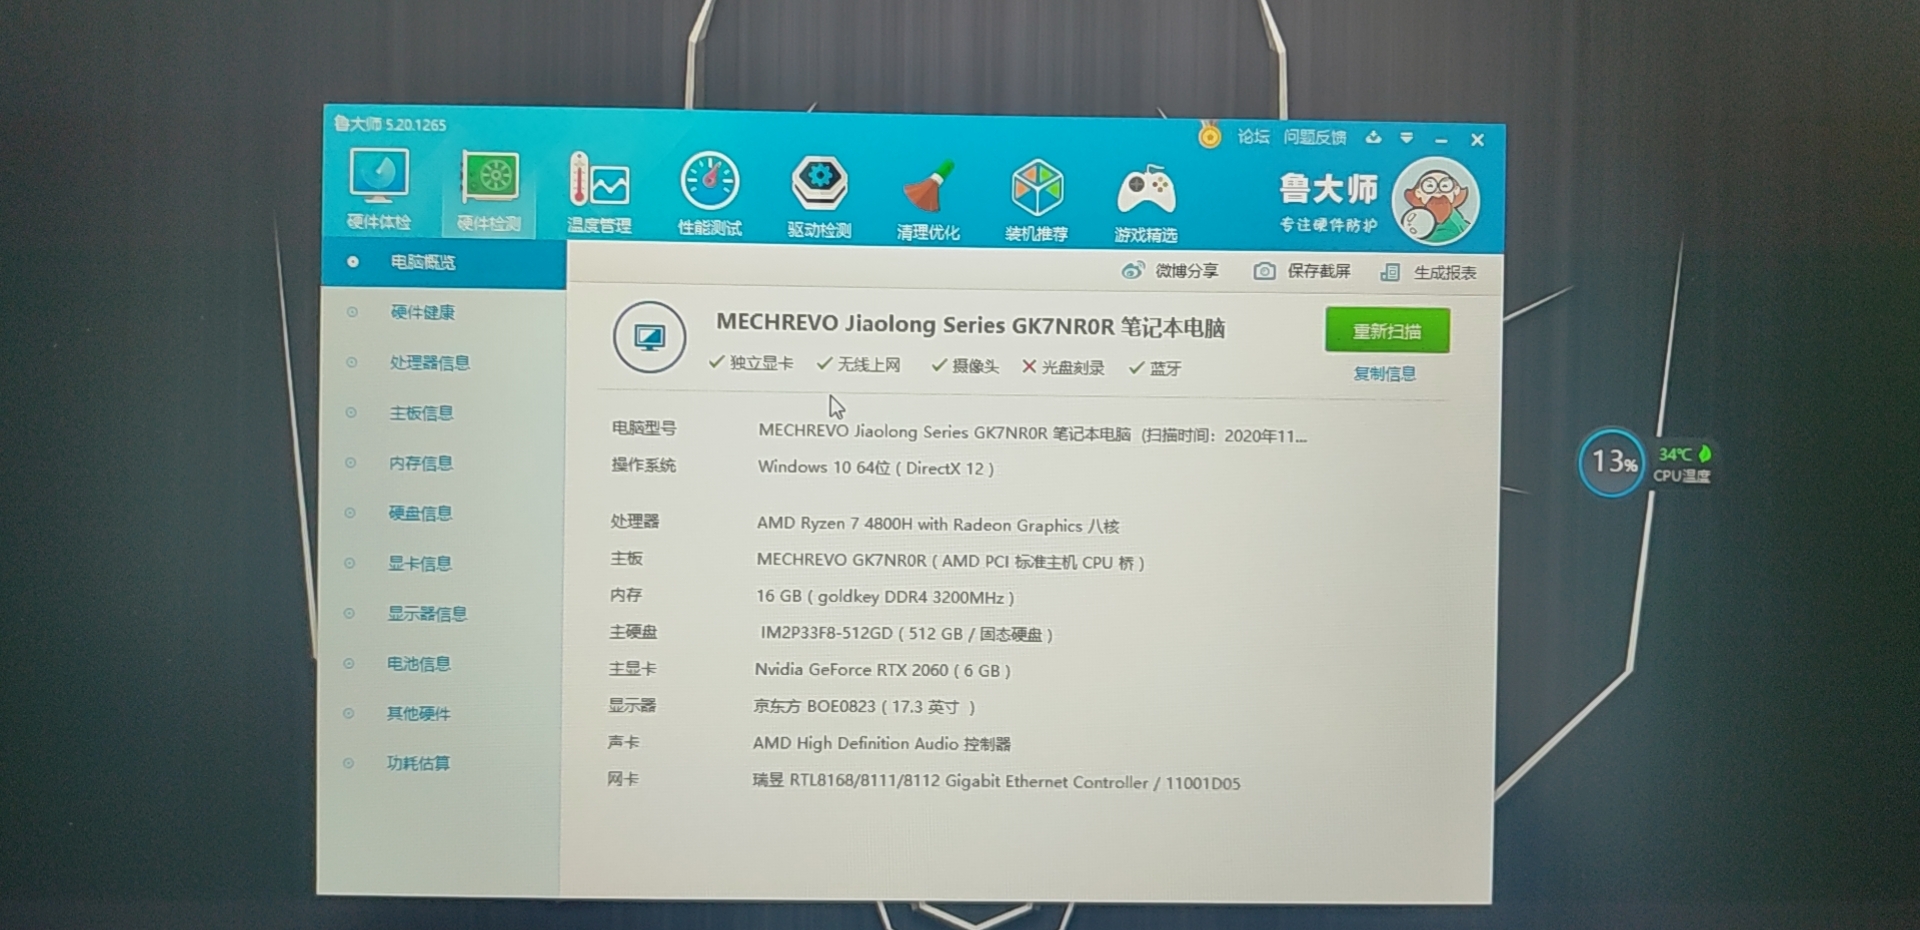 鲁大师 5.20.1265
论坛 问题反馈
硬件体检 硬件检测 温度管理 性能测试 驱动检测 清理优化 装机推荐 游戏精选
鲁大师
专注硬件防护
电脑概览
硬件健康
处理器信息
主板信息
内存信息
硬盘信息
显卡信息
显示器信息
电池信息
其他硬件
功耗估算
微博分享 保存截屏 生成报表
MECHREVO Jiaolong Series GK7NR0R 笔记本电脑
重新扫描
独立显卡 无线上网 摄像头 光盘刻录 蓝牙
复制信息
电脑型号 MECHREVO Jiaolong Series GK7NR0R 笔记本电脑 (扫描时间：2020年11...
操作系统 Windows 10 64位 ( DirectX 12 )
处理器 AMD Ryzen 7 4800H with Radeon Graphics 八核
主板 MECHREVO GK7NR0R ( AMD PCI 标准主机 CPU 桥 )
内存 16 GB ( goldkey DDR4 3200MHz )
主硬盘 IM2P33F8-512GD ( 512 GB / 固态硬盘 )
主显卡 Nvidia GeForce RTX 2060 ( 6 GB )
显示器 京东方 BOE0823 ( 17.3 英寸 )
声卡 AMD High Definition Audio 控制器
网卡 瑞昱 RTL8168/8111/8112 Gigabit Ethernet Controller / 11001D05
13%
34℃
CPU温度